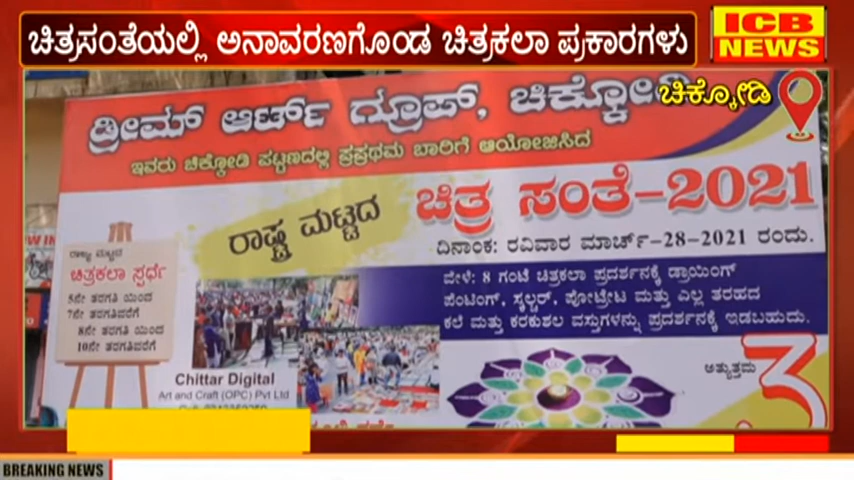 ಚಿತ್ರಸಂತೆಯಲ್ಲಿ ಅನಾವರಣಗೊಂಡ ಚಿತ್ರಕಲಾ ಪ್ರಕಾರಗಳು
ICB
NEWS
ಚಿಕ್ಕೋಡಿ
ಡ್ರೀಮ್ ಆರ್ಟ್ ಗ್ರೂಪ್, ಚಿಕ್ಕೋ
ಇವರು ಚಿಕ್ಕೋಡಿ ಪಟ್ಟಣದಲ್ಲಿ ಪ್ರಪ್ರಥಮ ಬಾರಿಗೆ ಆಯೋಜಿಸಿದ
ರಾಷ್ಟ್ರ ಮಟ್ಟದ ಚಿತ್ರ ಸಂತೆ-2021
ದಿನಾಂಕ: ರವಿವಾರ ಮಾರ್ಚ್-28-2021 ರಂದು.
ರಾಜ್ಯ ಮಟ್ಟದ
ಚಿತ್ರಕಲಾ ಸ್ಪರ್ಧೆ
5ನೇ ತರಗತಿ ಯಿಂದ
7ನೇ ತರಗತಿವರೆಗೆ
8ನೇ ತರಗತಿ ಯಿಂದ
10ನೇ ತರಗತಿವರೆಗೆ
ವೇಳೆ: 8 ಗಂಟೆ ಚಿತ್ರಕಲಾ ಪ್ರದರ್ಶನಕ್ಕೆ ಡ್ರಾಯಿಂಗ್
ಪೆಂಟಿಂಗ್, ಸ್ಕಲ್ಚರ್, ಪೋಟ್ರೇಟ ಮತ್ತು ಎಲ್ಲ ತರಹದ
ಕಲೆ ಮತ್ತು ಕರಕುಶಲ ವಸ್ತುಗಳನ್ನು ಪ್ರದರ್ಶನಕ್ಕೆ ಇಡಬಹುದು.
Chittar Digital
Art and Craft (OPC) Pvt Ltd
ಅತ್ಯುತ್ತಮ
3
BREAKING NEWS